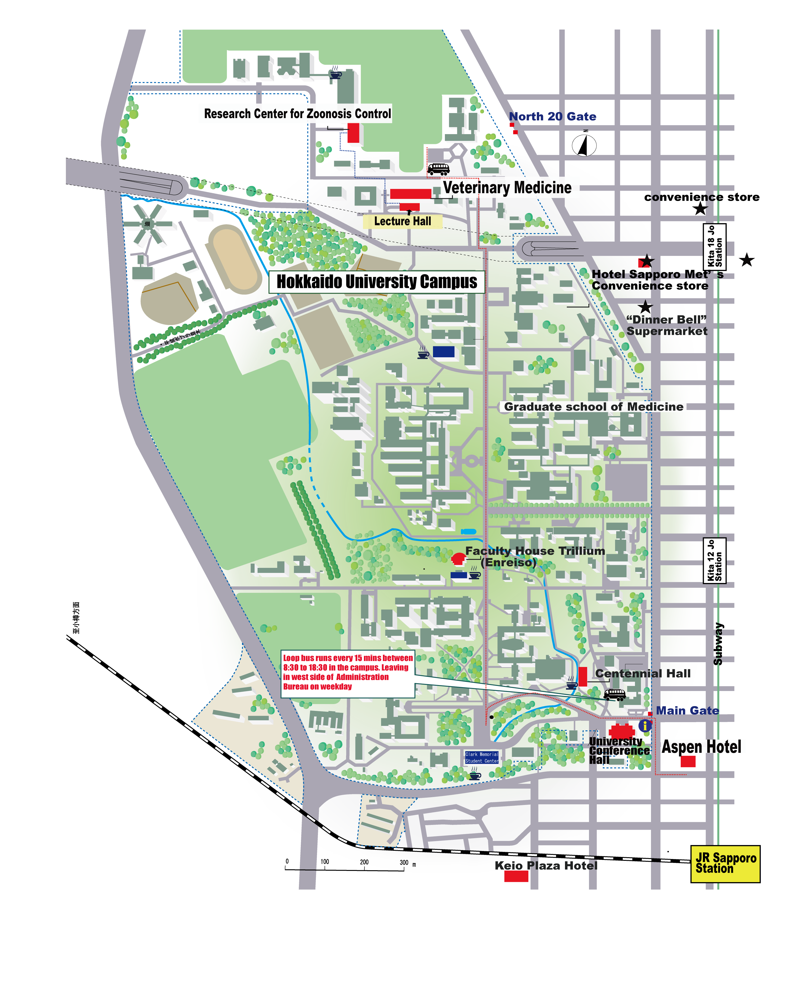 Research Center for Zoonosis Control
North 20 Gate
N
Veterinary Medicine
convenience store
Lecture Hall
Kita 18 Jo
Station
Hokkaido University Campus
Hotel Sapporo Met’s
Convenience store
“Dinner Bell”
Supermarket
Graduate school of Medicine
Faculty House Trillium
(Enreiso)
Kita 12 Jo
Station
至小樽方面
Subway
Loop bus runs every 15 mins between
8:30 to 18:30 in the campus. Leaving
in west side of Administration
Bureau on weekday
Centennial Hall
Main Gate
i
University
Conference
Hall
Aspen Hotel
Clark Memorial
Student Center
JR Sapporo
Station
0 100 200 300 m
Keio Plaza Hotel